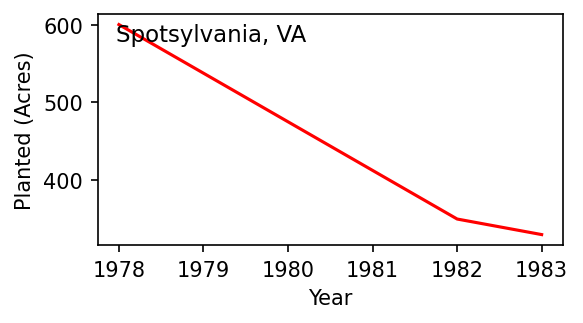 Spotsylvania, VA
Planted (Acres)
600
500
400
1978 1979 1980 1981 1982 1983
Year